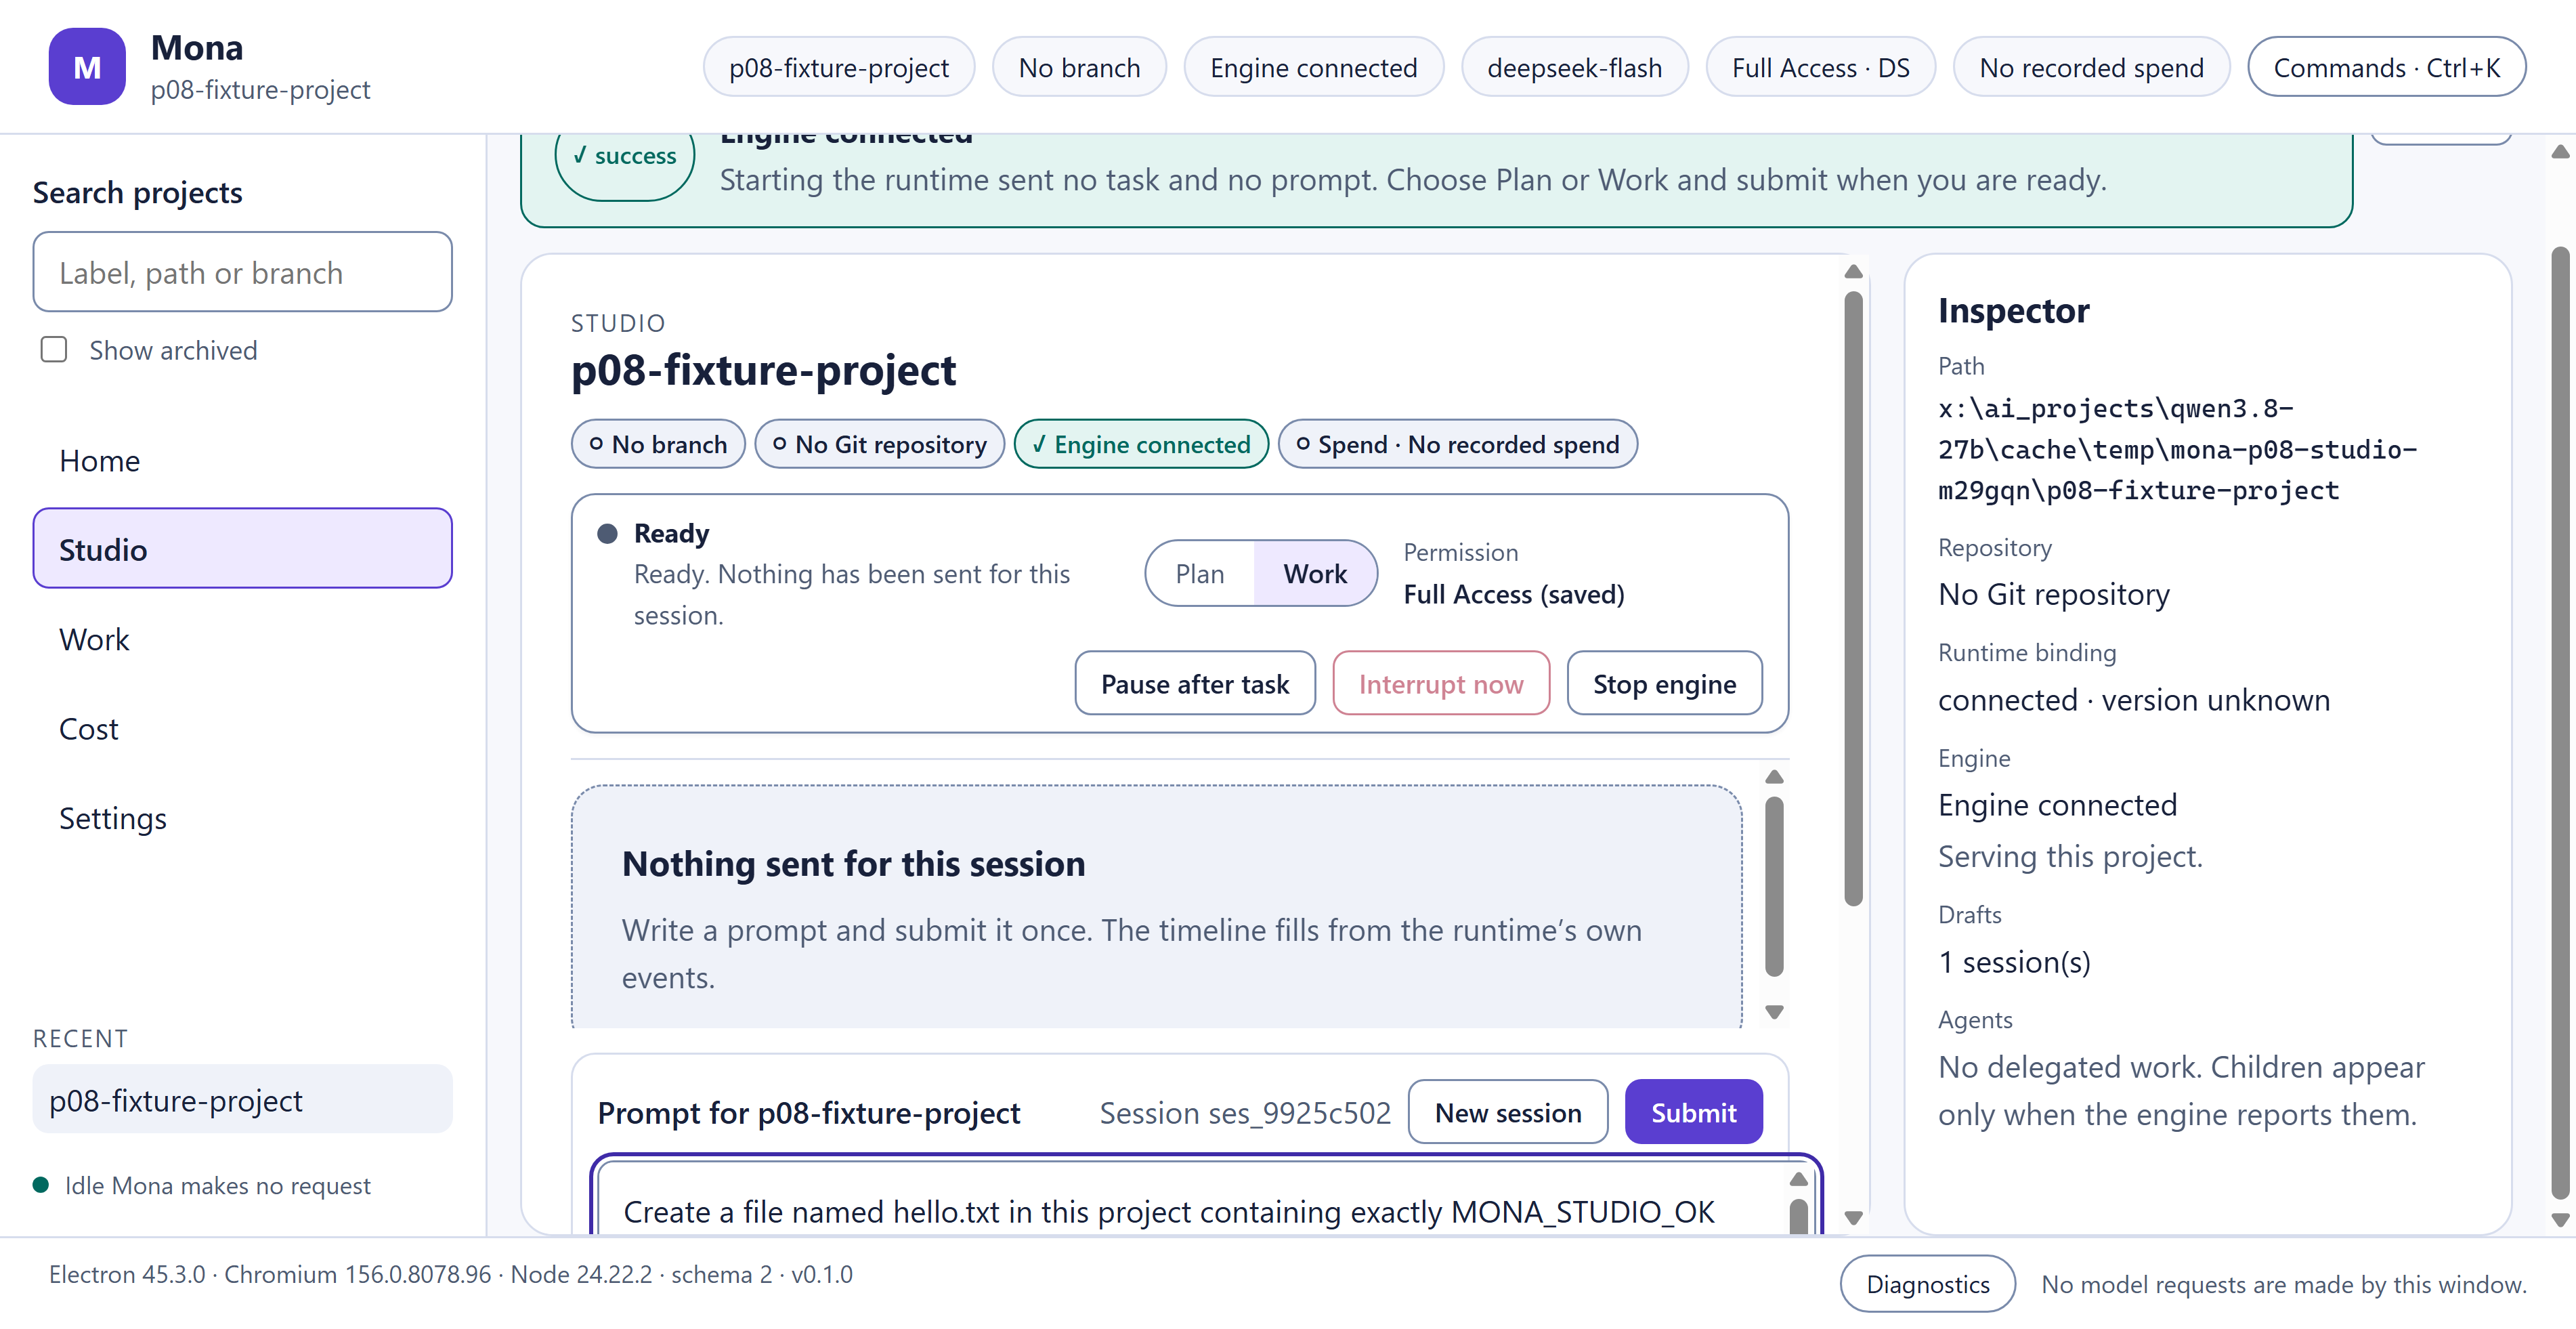 M
Mona
p08-fixture-project
p08-fixture-project
No branch
Engine connected
deepseek-flash
Full Access · DS
No recorded spend
Commands · Ctrl+K
Search projects
Label, path or branch
Show archived
Home
Studio
Work
Cost
Settings
RECENT
p08-fixture-project
Idle Mona makes no request
✓ success
Engine connected
Starting the runtime sent no task and no prompt. Choose Plan or Work and submit when you are ready.
STUDIO
p08-fixture-project
No branch
No Git repository
✓ Engine connected
Spend · No recorded spend
Ready
Ready. Nothing has been sent for this
session.
Plan
Work
Permission
Full Access (saved)
Pause after task
Interrupt now
Stop engine
Nothing sent for this session
Write a prompt and submit it once. The timeline fills from the runtime’s own
events.
Prompt for p08-fixture-project
Session ses_9925c502
New session
Submit
Create a file named hello.txt in this project containing exactly MONA_STUDIO_OK
Inspector
Path
x:\ai_projects\qwen3.8-
27b\cache\temp\mona-p08-studio-
m29gqn\p08-fixture-project
Repository
No Git repository
Runtime binding
connected · version unknown
Engine
Engine connected
Serving this project.
Drafts
1 session(s)
Agents
No delegated work. Children appear
only when the engine reports them.
Electron 45.3.0 · Chromium 156.0.8078.96 · Node 24.22.2 · schema 2 · v0.1.0
Diagnostics
No model requests are made by this window.